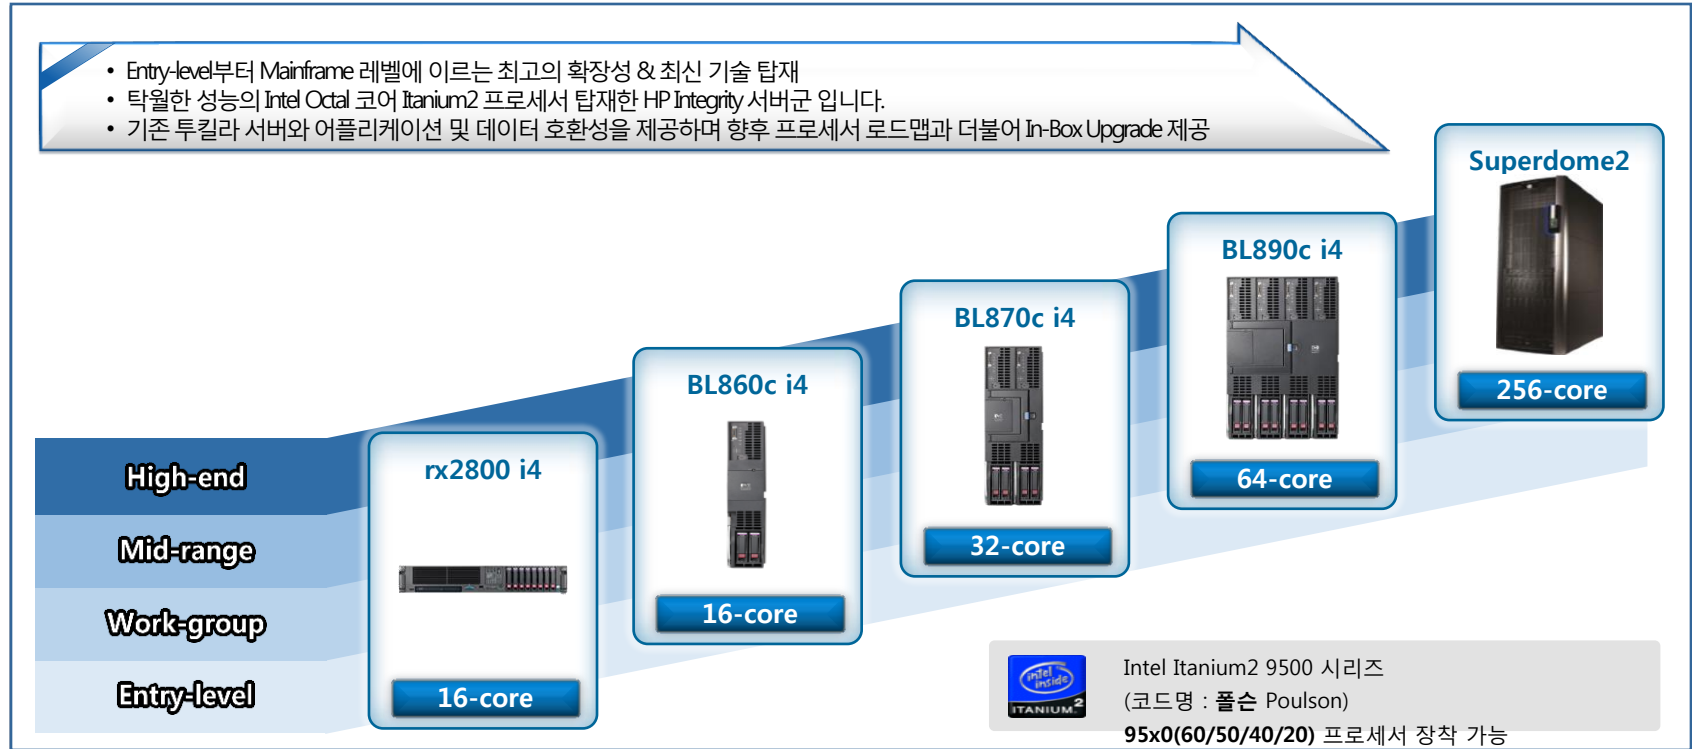 • Entry-level부터 Mainframe 레벨에 이르는 최고의 확장성 & 최신 기술 탑재
• 탁월한 성능의 Intel Octal 코어 Itanium2 프로세서 탑재한 HP Integrity 서버군 입니다.
• 기존 투킬라 서버와 어플리케이션 및 데이터 호환성을 제공하며 향후 프로세서 로드맵과 더불어 In-Box Upgrade 제공
Superdome2
256-core
BL890c i4
64-core
BL870c i4
32-core
BL860c i4
16-core
rx2800 i4
16-core
High-end
Mid-range
Work-group
Entry-level
intel inside
ITANIUM 2
Intel Itanium2 9500 시리즈
(코드명 : 폴슨 Poulson)
95x0(60/50/40/20) 프로세서 장착 가능